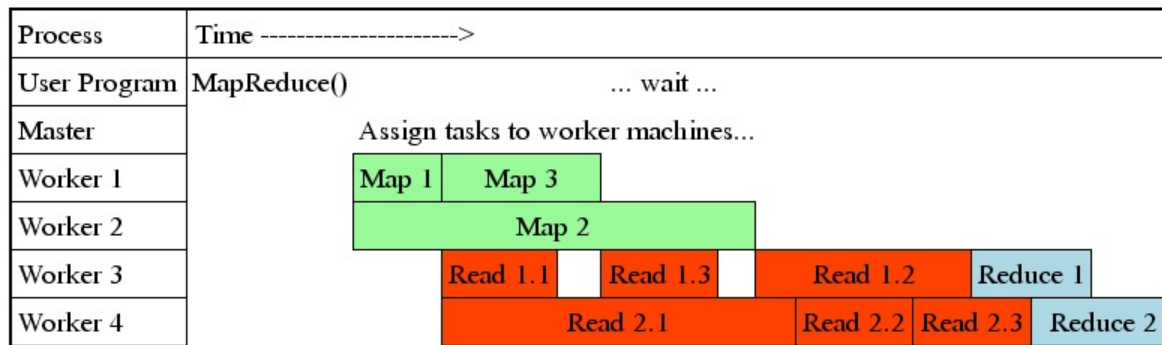 Process Time ---------------------->
User Program MapReduce() ... wait ...
Master Assign tasks to worker machines...
Worker 1 Map 1 Map 3
Worker 2 Map 2
Worker 3 Read 1.1 Read 1.3 Read 1.2 Reduce 1
Worker 4 Read 2.1 Read 2.2 Read 2.3 Reduce 2